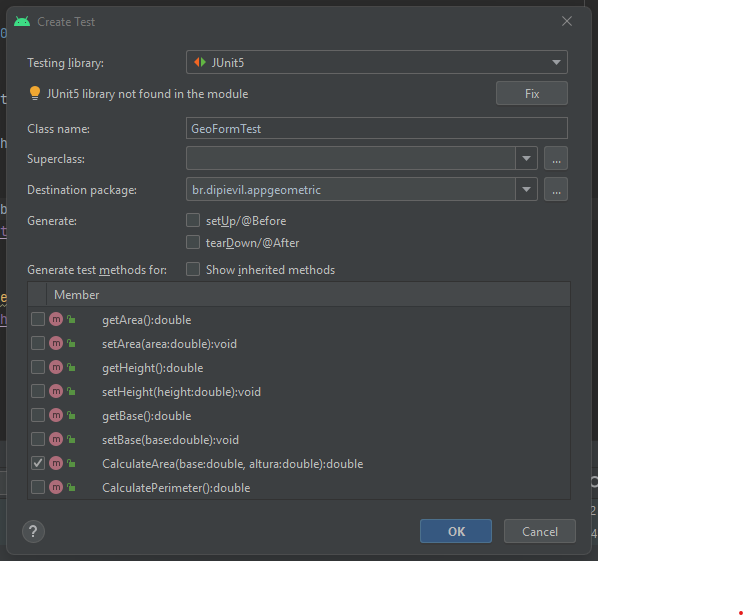 Create Test
Testing library: JUnit5
JUnit5 library not found in the module Fix
Class name: GeoFormTest
Superclass: ...
Destination package: br.dipievil.appgeometric ...
Generate: setUp/@Before
tearDown/@After
Generate test methods for: Show inherited methods
Member
m getArea():double
m setArea(area:double):void
m getHeight():double
m setHeight(height:double):void
m getBase():double
m setBase(base:double):void
m CalculateArea(base:double, altura:double):double
m CalculatePerimeter():double
? OK Cancel